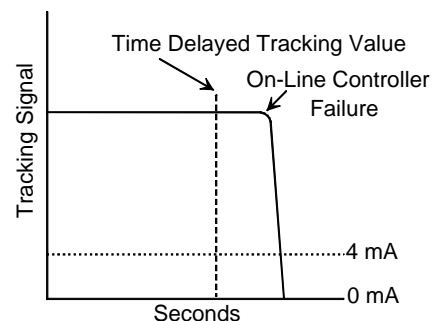 Time Delayed Tracking Value
On-Line Controller
Failure
Tracking Signal
4 mA
0 mA
Seconds